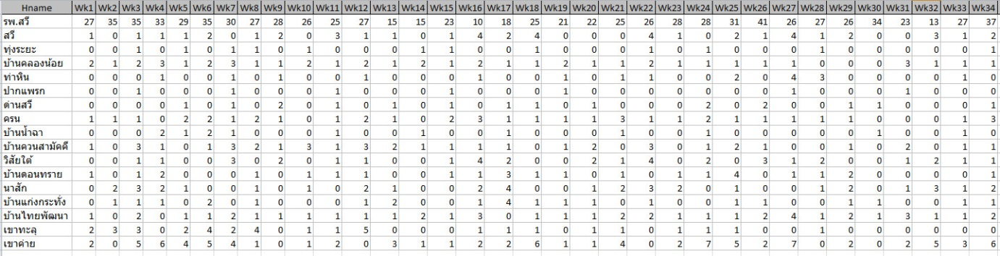 Hname Wk1 Wk2 Wk3 Wk4 Wk5 Wk6 Wk7 Wk8 Wk9 Wk10 Wk11 Wk12 Wk13 Wk14 Wk15 Wk16 Wk17 Wk18 Wk19 Wk20 Wk21 Wk22 Wk23 Wk24 Wk25 Wk26 Wk27 Wk28 Wk29 Wk30 Wk31 Wk32 Wk33 Wk34
รพ.สวี 27 35 35 33 29 35 30 27 28 26 25 27 15 15 23 10 18 25 21 22 25 26 28 28 31 41 26 27 26 34 23 13 27 37
สวี 1 0 1 1 1 2 0 1 2 0 3 1 1 0 1 4 2 4 0 0 0 4 1 0 2 1 4 1 2 0 0 3 1 2
ทุ่งระยะ 0 0 1 0 1 0 1 1 0 1 0 0 0 1 1 0 0 1 0 0 0 1 0 1 0 0 0 1 0 0 0 0 0 1
บ้านคลองน้อย 2 1 2 3 1 2 3 1 1 2 1 2 1 2 1 2 1 1 2 1 1 2 1 1 1 1 1 0 0 0 3 1 1 1
ท่าหิน 0 0 0 1 0 0 1 0 1 0 0 1 0 0 0 1 0 0 1 0 1 1 0 0 2 0 4 3 0 0 0 0 1 0
ปากแพรก 0 0 1 0 0 0 1 0 0 0 1 0 0 0 1 0 0 0 1 0 0 0 0 0 0 0 1 0 0 0 1 0 0 0
ด่านสวี 0 0 0 0 1 0 1 0 2 0 1 0 1 0 1 0 1 1 0 1 0 0 0 2 0 2 0 0 1 1 0 0 0 1
ครน 1 1 1 0 2 2 1 2 1 0 1 2 1 0 2 3 1 1 1 1 3 1 1 2 1 1 1 1 1 0 0 0 1 3
บ้านน้ำฉา 0 0 0 2 1 2 1 0 0 0 1 0 0 1 0 0 1 0 0 0 1 0 0 1 0 0 0 0 0 1 0 0 1 0
บ้านควนสามัคคี 1 0 3 1 0 1 3 2 1 3 1 3 2 1 1 1 1 0 1 2 0 3 0 1 2 1 0 0 1 0 2 0 1 1
วิสัยใต้ 0 0 1 1 0 0 3 0 2 0 1 1 0 0 1 4 2 0 0 2 1 4 0 2 0 3 1 2 0 0 1 2 1 1
บ้านดอนทราย 1 0 1 2 0 0 0 1 0 1 1 1 0 0 1 1 3 1 1 0 1 0 1 1 4 0 1 1 2 0 0 0 0 1
นาสัก 0 2 3 2 1 0 0 1 1 1 0 2 1 0 0 2 4 0 0 1 2 3 2 0 1 0 0 1 2 0 1 3 1 2
บ้านแก่งกระทั่ง 0 1 1 1 0 2 0 1 0 0 0 1 2 0 0 1 4 1 1 0 1 0 0 0 1 1 0 0 1 1 0 0 1 1
บ้านไทยพัฒนา 1 0 2 0 1 1 2 1 1 1 1 1 1 2 1 3 0 1 1 1 2 2 1 1 1 2 4 1 2 1 3 1 1 2
เขาทะลุ 2 3 3 0 2 4 2 4 0 1 1 5 0 0 0 1 1 1 0 1 1 0 1 1 0 0 0 1 0 0 0 0 0 0
เขาค่าย 2 0 5 6 4 5 4 1 0 1 2 0 3 1 1 2 2 6 1 1 4 0 2 7 5 2 7 0 2 0 2 5 3 6